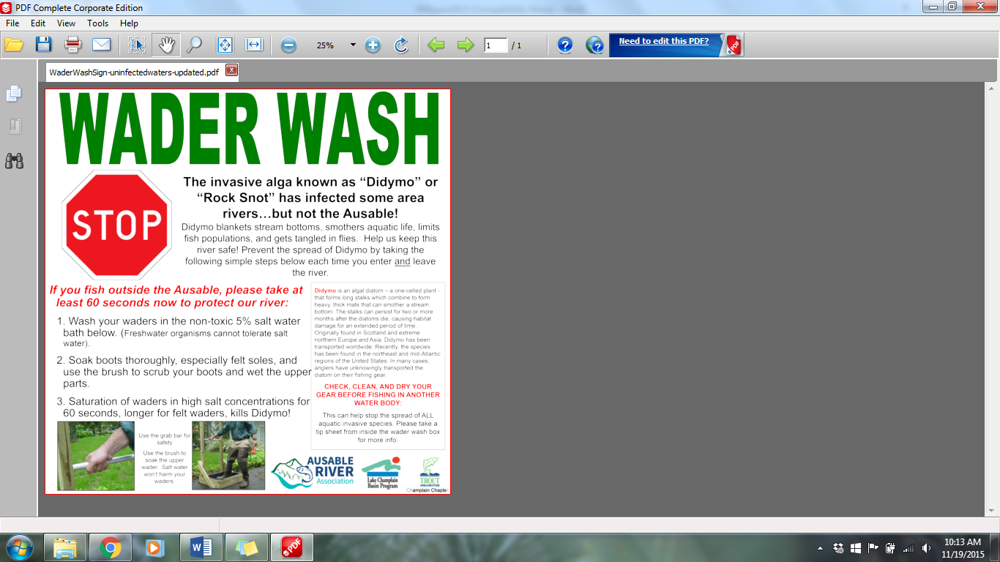 PDF Complete Corporate Edition
File Edit View Tools Help
25%
1 / 1
Need to edit this PDF?
PDF
WaderWashSign-uninfectedwaters-updated.pdf
WADER WASH
STOP
The invasive alga known as “Didymo” or
“Rock Snot” has infected some area
rivers…but not the Ausable!
Didymo blankets stream bottoms, smothers aquatic life, limits
fish populations, and gets tangled in flies. Help us keep this
river safe! Prevent the spread of Didymo by taking the
following simple steps below each time you enter and leave
the river.
If you fish outside the Ausable, please take at
least 60 seconds now to protect our river:
1. Wash your waders in the non-toxic 5% salt water
bath below. (Freshwater organisms cannot tolerate salt
water).
2. Soak boots thoroughly, especially felt soles, and
use the brush to scrub your boots and wet the upper
parts.
3. Saturation of waders in high salt concentrations for
60 seconds, longer for felt waders, kills Didymo!
Use the grab bar for
safety
Use the brush to
soak the upper
wader. Salt water
won't harm your
waders.
Didymo is an algal diatom – a one-celled plant -
that forms long stalks which combine to form
heavy, thick mats that can smother a stream
bottom. The stalks can persist for two or more
months after the diatoms die, causing habitat
damage for an extended period of time.
Originally found in Scotland and extreme
northern Europe and Asia, Didymo has been
transported worldwide. Recently, the species
has been found in the northeast and mid-Atlantic
regions of the United States. In many cases,
anglers have unknowingly transported the
diatom on their fishing gear.
CHECK, CLEAN, AND DRY YOUR
GEAR BEFORE FISHING IN ANOTHER
WATER BODY:
This can help stop the spread of ALL
aquatic invasive species. Please take a
tip sheet from inside the wader wash box
for more info.
AUSABLE
RIVER
Association
Lake Champlain
Basin Program
TROUT
UNLIMITED
Champlain Chapter
PDF
10:13 AM
11/19/2015